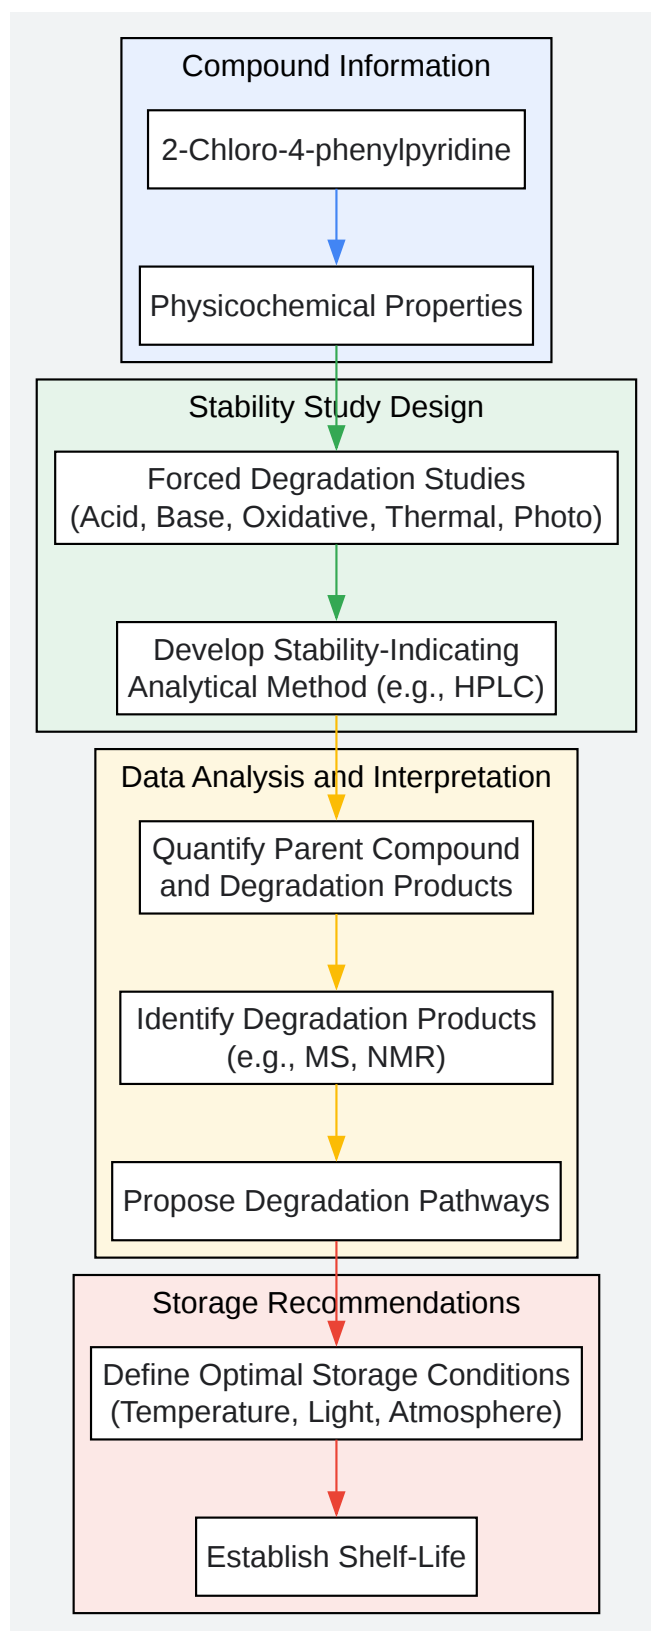 Compound Information
2-Chloro-4-phenylpyridine
Physicochemical Properties
Stability Study Design
Forced Degradation Studies
(Acid, Base, Oxidative, Thermal, Photo)
Develop Stability-Indicating
Analytical Method (e.g., HPLC)
Data Analysis and Interpretation
Quantify Parent Compound
and Degradation Products
Identify Degradation Products
(e.g., MS, NMR)
Propose Degradation Pathways
Storage Recommendations
Define Optimal Storage Conditions
(Temperature, Light, Atmosphere)
Establish Shelf-Life